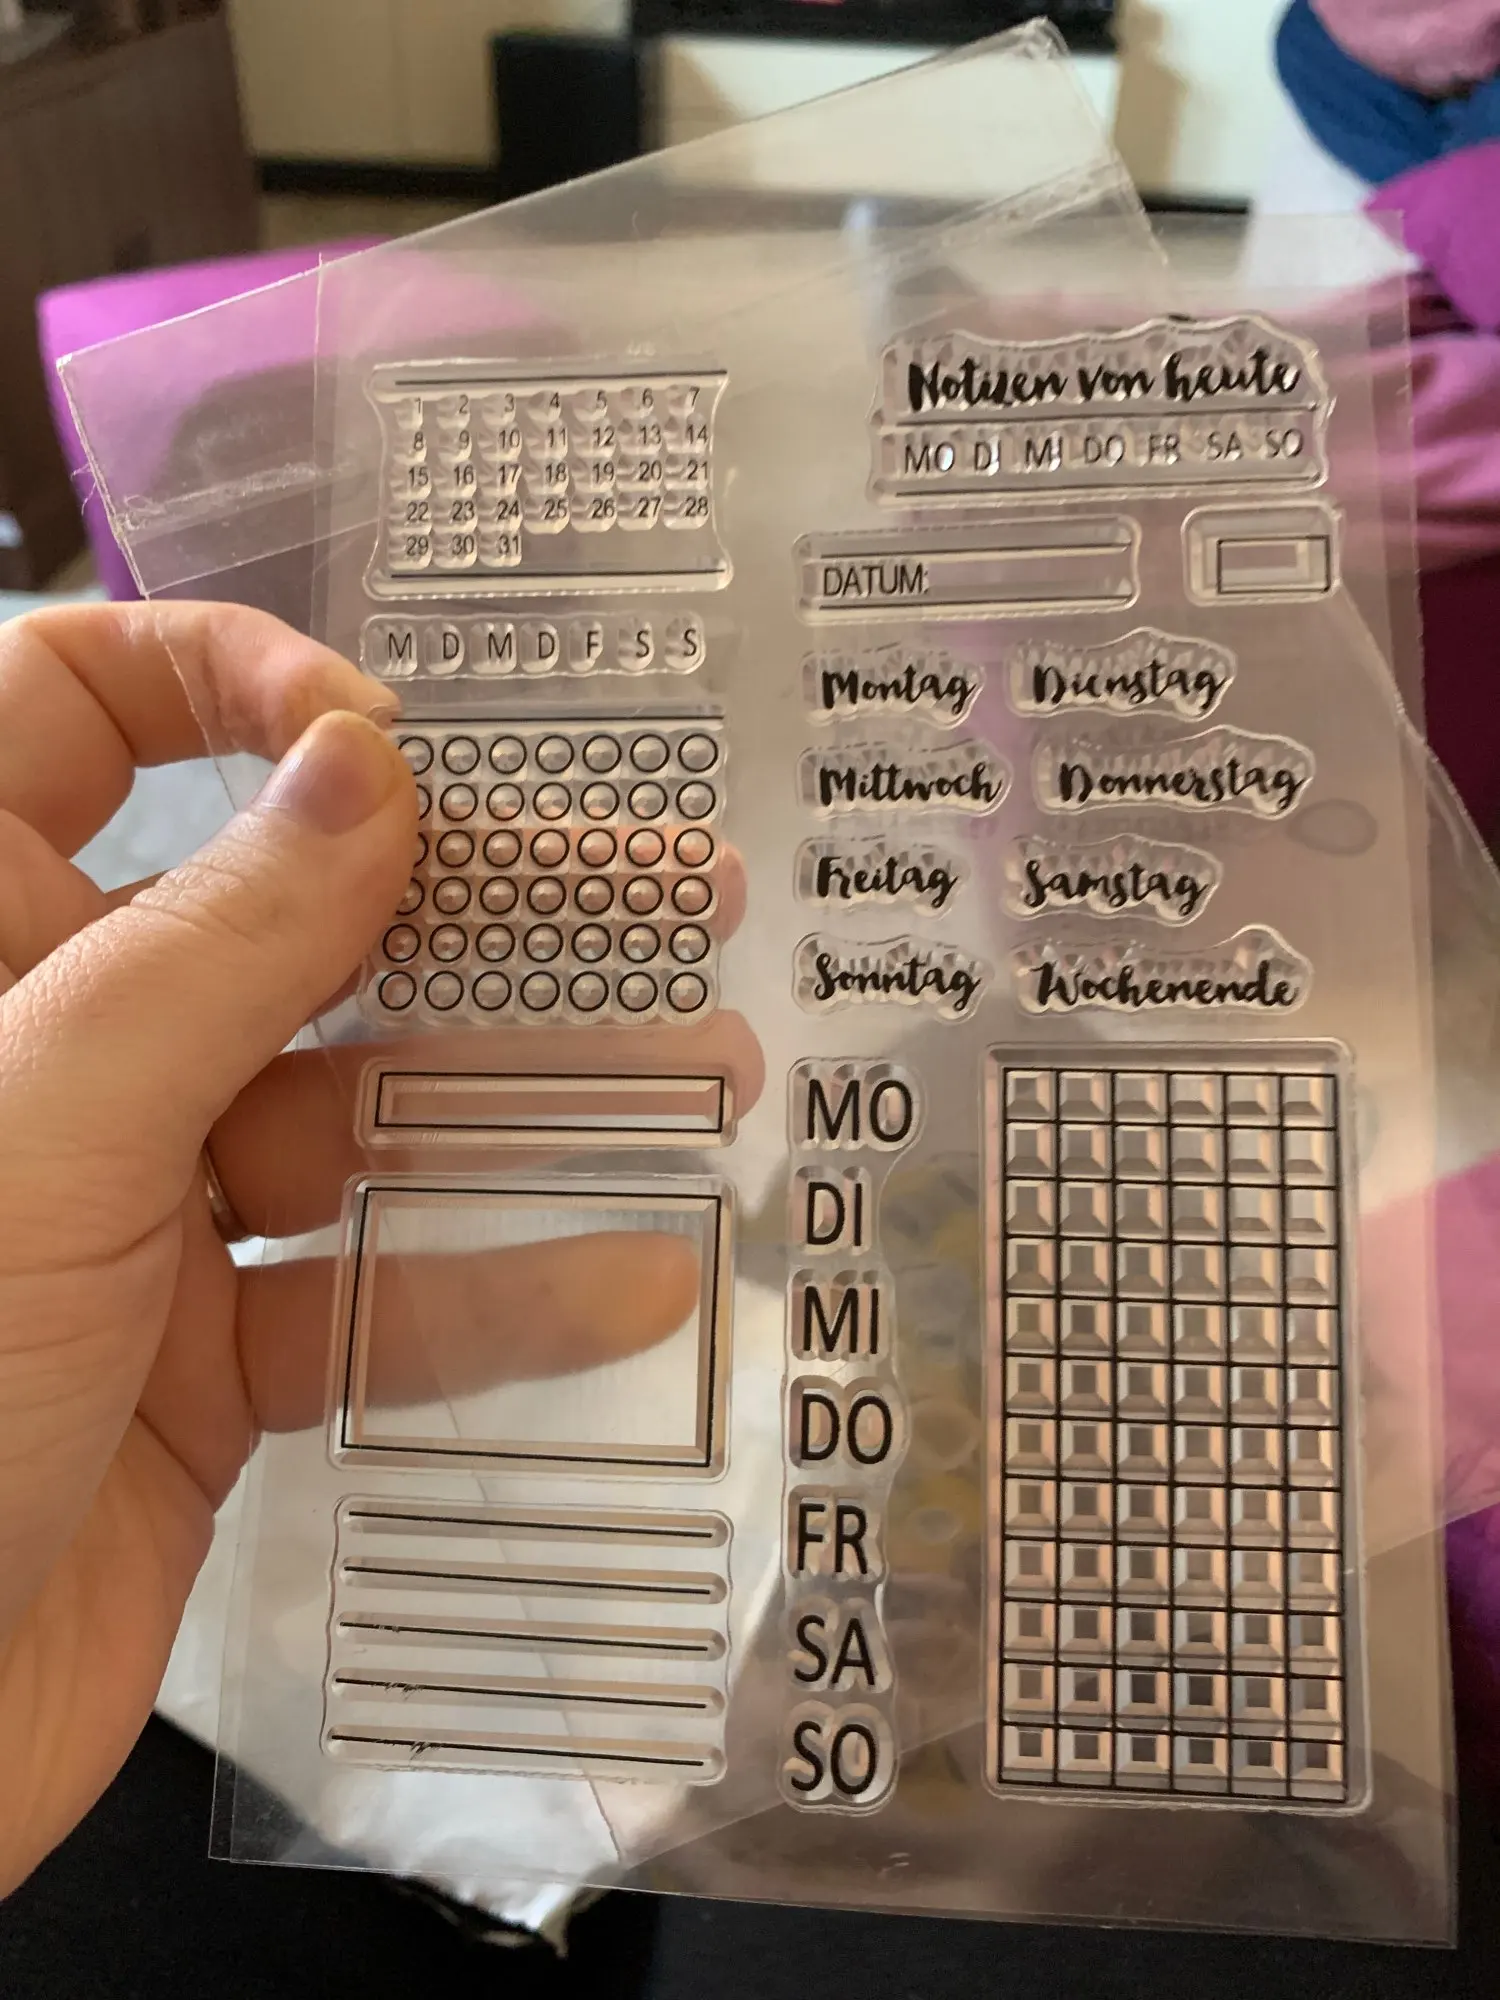 1 2 3 4 5 6 7
8 9 10 11 12 13 14
15 16 17 18 19 20 21
22 23 24 25 26 27 28
29 30 31
M D M D F S S
Notizen von heute
MO DI MI DO FR SA SO
DATUM:
Montag Dienstag
Mittwoch Donnerstag
Freitag Samstag
Sonntag Wochenende
MO
DI
MI
DO
FR
SA
SO